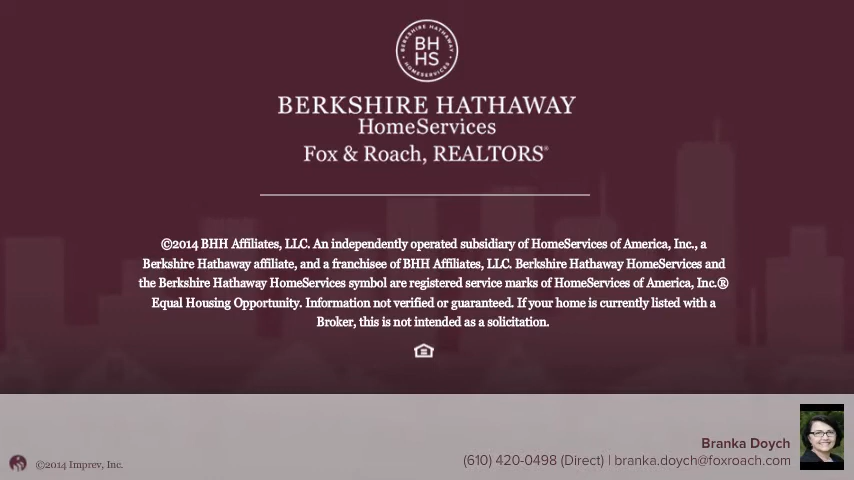 BERKSHIRE HATHAWAY HOMESERVICES
BH
HS
BERKSHIRE HATHAWAY
HomeServices
Fox & Roach, REALTORS®
©2014 BHH Affiliates, LLC. An independently operated subsidiary of HomeServices of America, Inc., a
Berkshire Hathaway affiliate, and a franchisee of BHH Affiliates, LLC. Berkshire Hathaway HomeServices and
the Berkshire Hathaway HomeServices symbol are registered service marks of HomeServices of America, Inc.®
Equal Housing Opportunity. Information not verified or guaranteed. If your home is currently listed with a
Broker, this is not intended as a solicitation.
Branka Doych
(610) 420-0498 (Direct) | branka.doych@foxroach.com
©2014 Imprev, Inc.